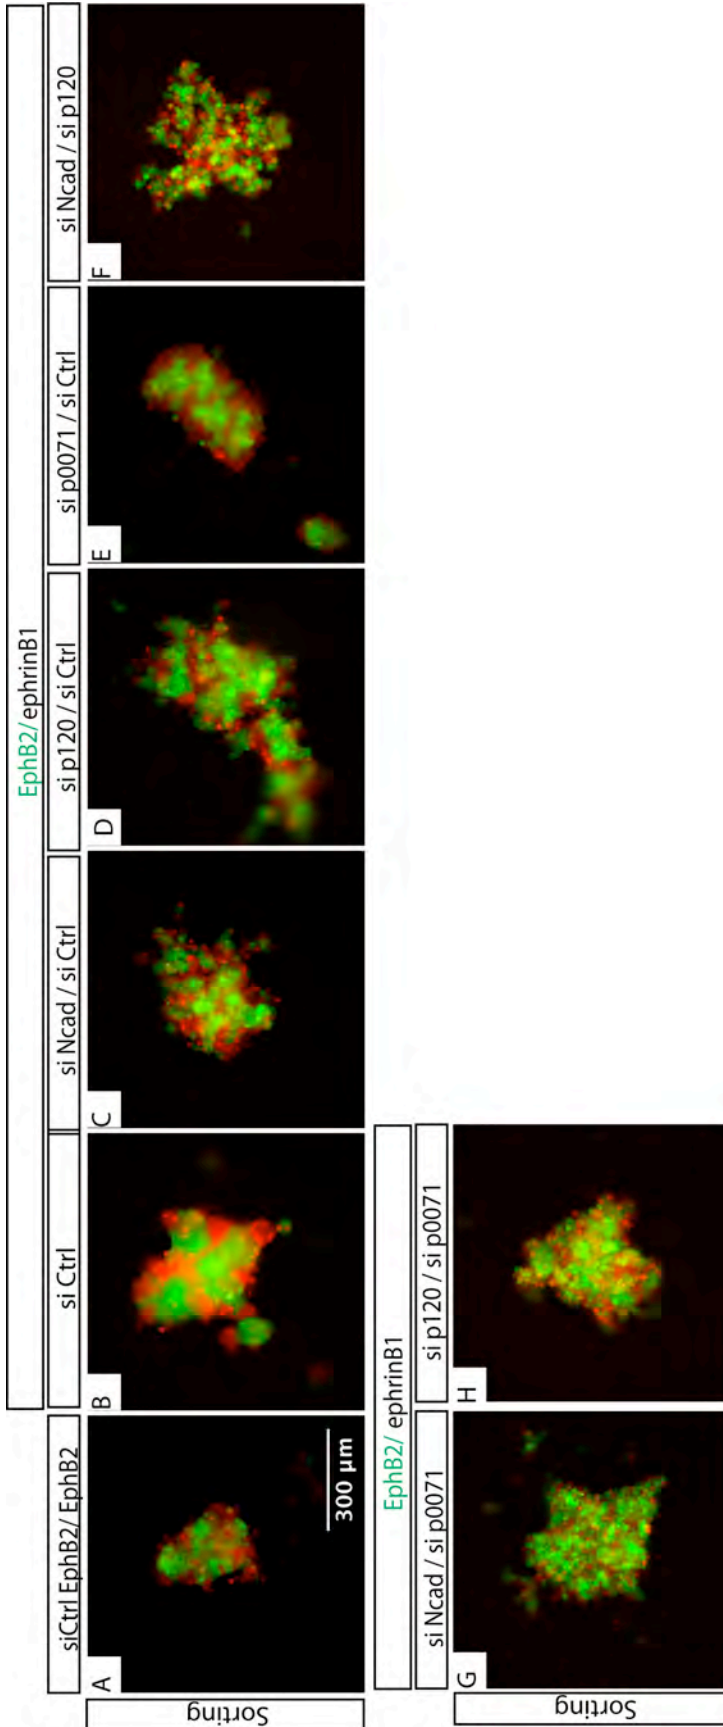 EphB2/ ephrinB1
siCtrl EphB2/ EphB2
si Ctrl
si Ncad / si Ctrl
si p120 / si Ctrl
si p0071 / si Ctrl
si Ncad / si p120
Sorting
A
B
C
D
E
F
300 µm
EphB2/ ephrinB1
si Ncad / si p0071
si p120 / si p0071
Sorting
G
H